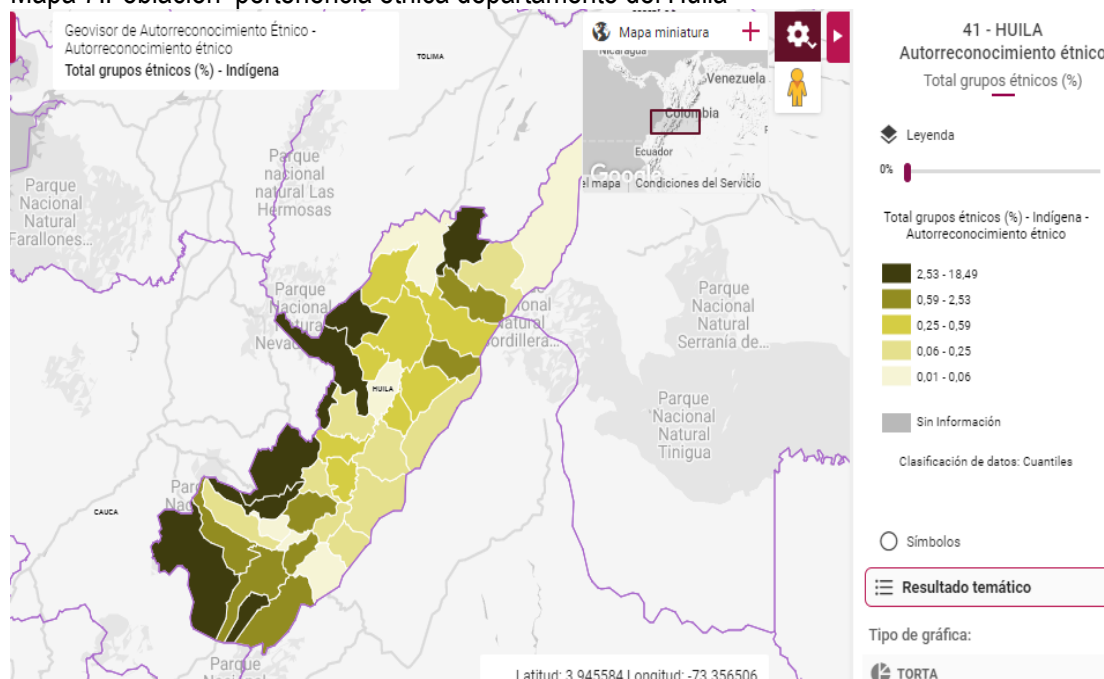 Geovisor de Autorreconocimiento Étnico -
Autorreconocimiento étnico
Total grupos étnicos (%) - Indígena
TOLIMA
Mapa miniatura
Nicaragua
Venezuela
Colombia
Ecuador
Google
el mapa
Condiciones del Servicio
Parque
nacional
natural Las
Hermosas
Parque
Nacional
Natural
Farallones...
Parque
Nacional
Natural
ional
atural
ordillera...
Parque
Nacional
Natural
Serranía de...
HUILA
Parque
Nacional
Natural
Tinigua
CAUCA
Parque
Latitud: 3.945584 Longitud: -73.356506
41 - HUILA
Autorreconocimiento étnico
Total grupos étnicos (%)
Leyenda
0%
Total grupos étnicos (%) - Indígena -
Autorreconocimiento étnico
2,53 - 18,49
0,59 - 2,53
0,25 - 0,59
0,06 - 0,25
0,01 - 0,06
Sin Información
Clasificación de datos: Cuantiles
Símbolos
Resultado temático
Tipo de gráfica:
TORTA